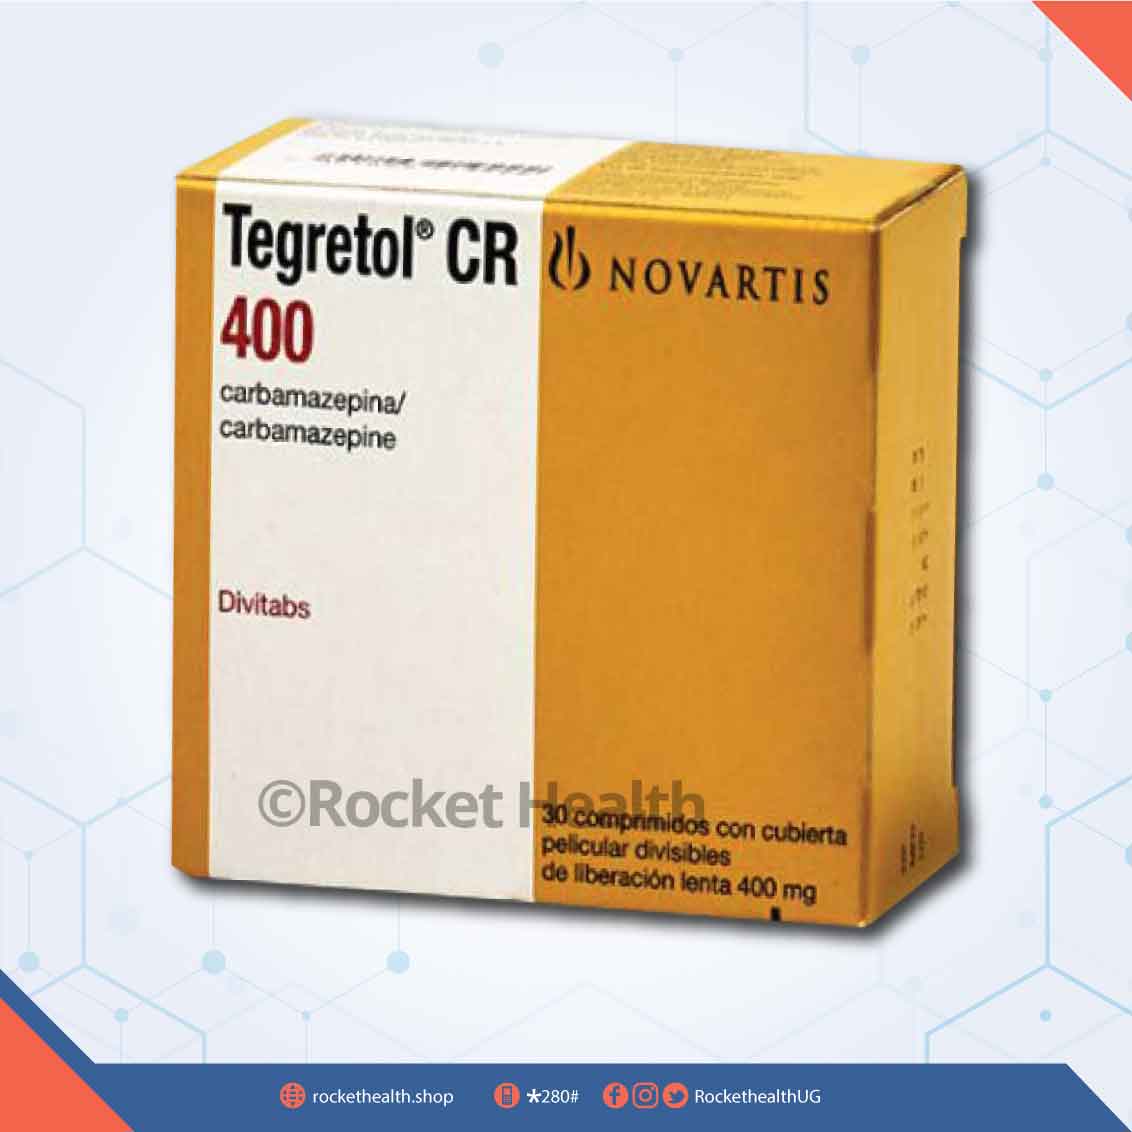 Tegretol® CR
400
carbamazepina/
carbamazepine
Divitabs
NOVARTIS
30 comprimidos con cubierta
pelicular divisibles
de liberación lenta 400 mg
©Rocket Health
rockethealth.shop
*280#
RockethealthUG